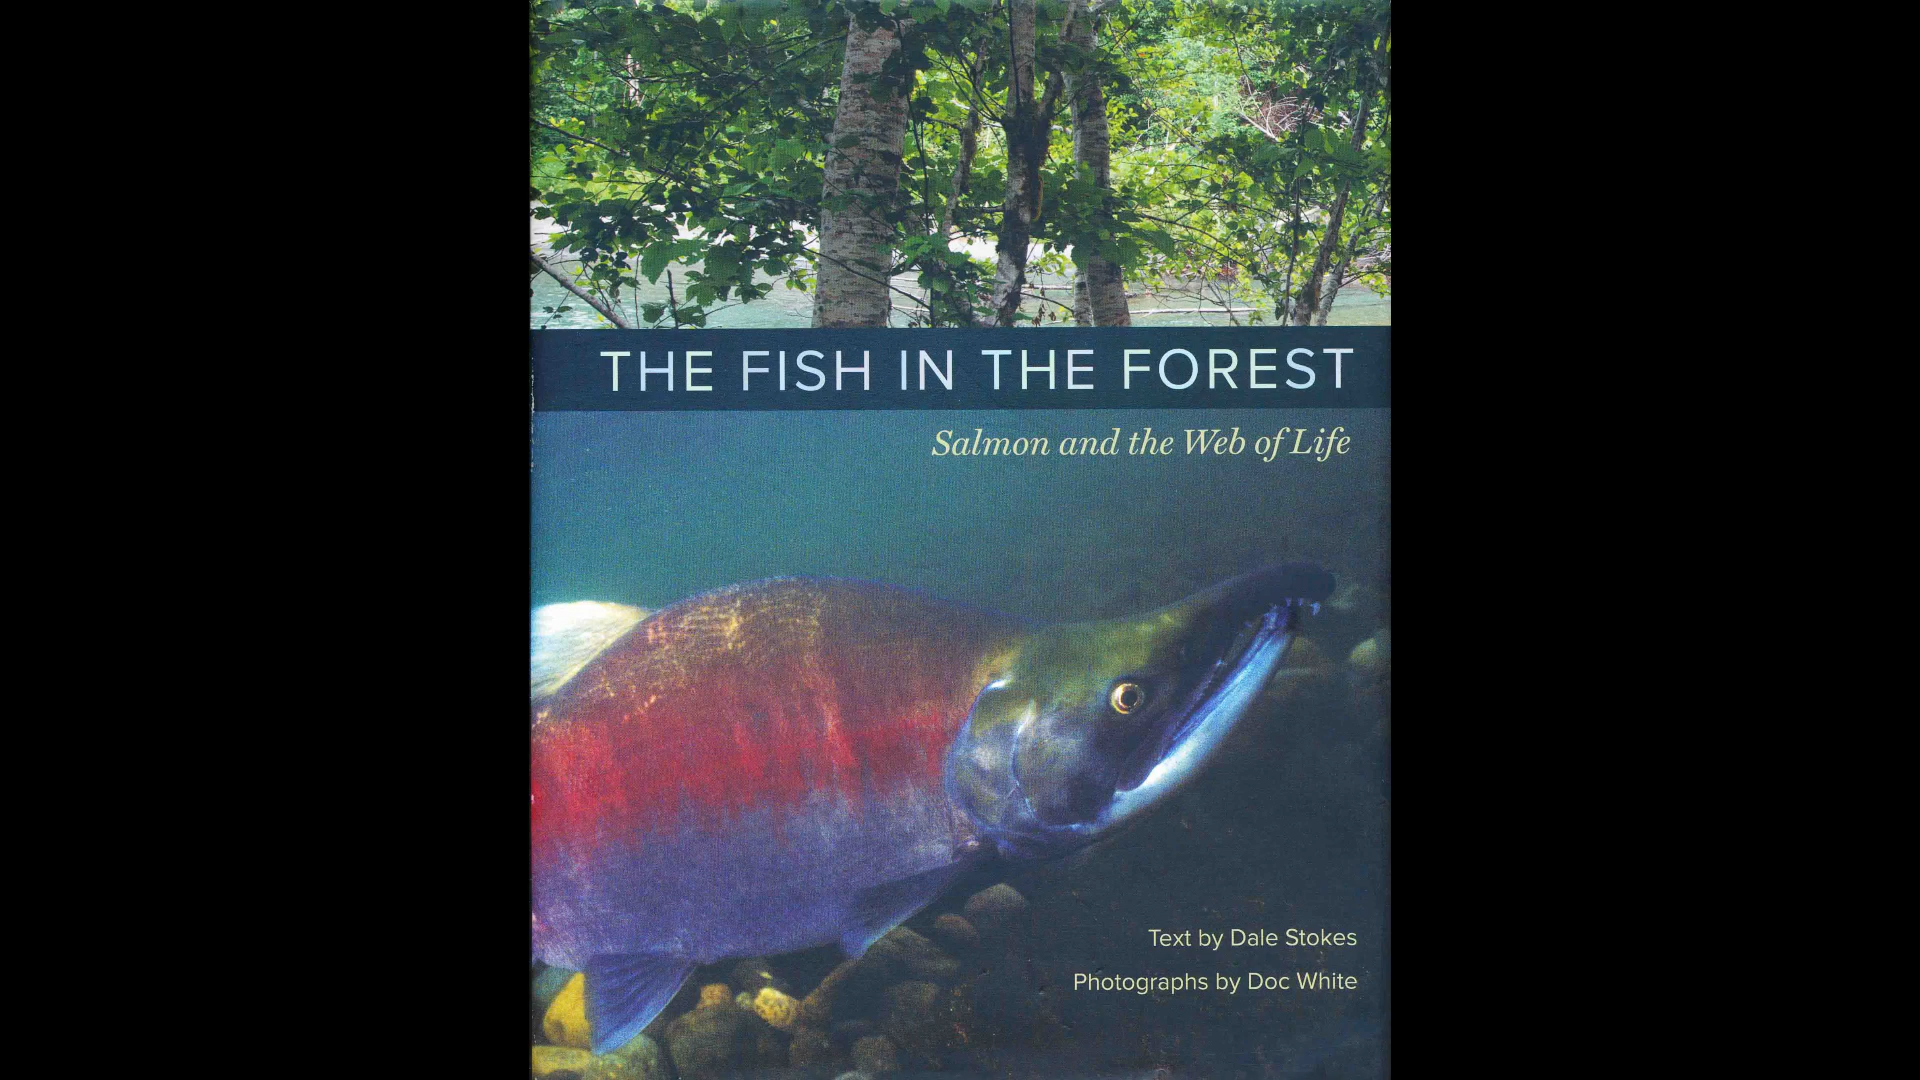 THE FISH IN THE FOREST
Salmon and the Web of Life
Text by Dale Stokes
Photographs by Doc White